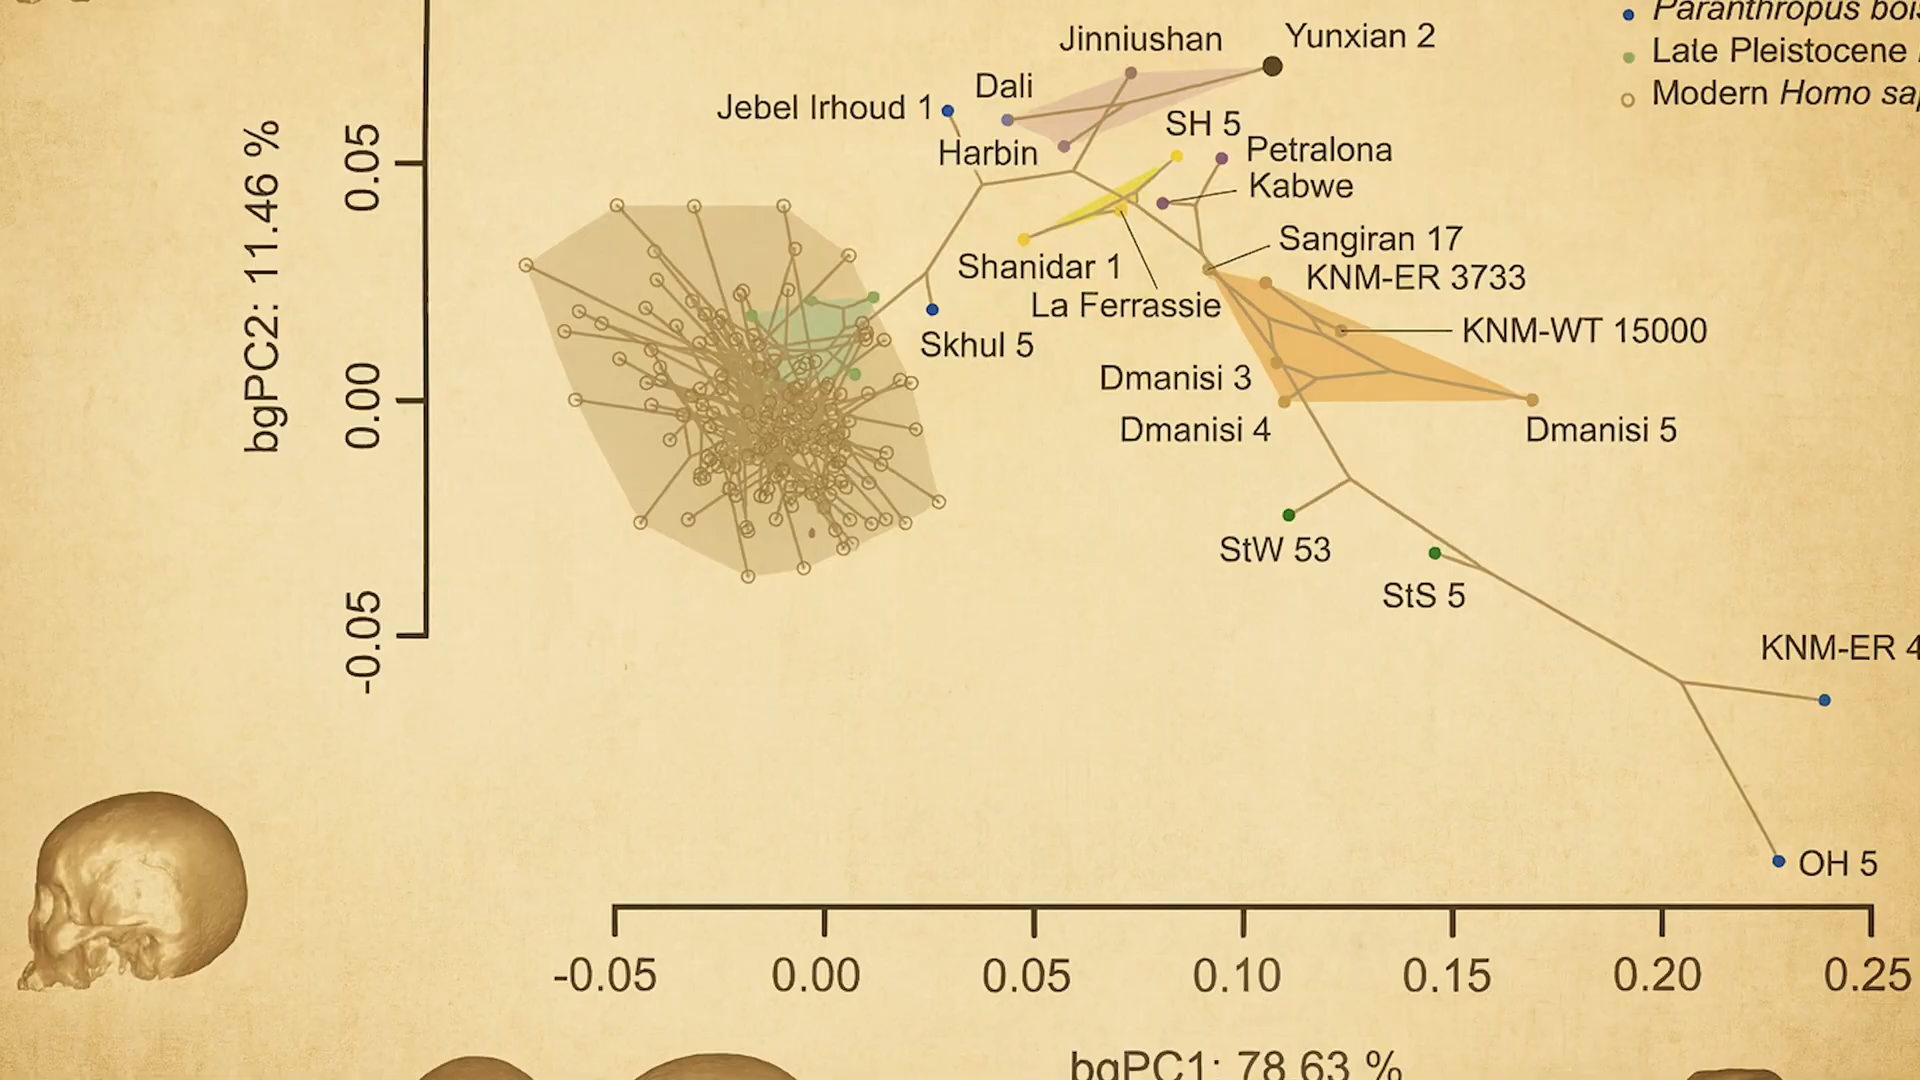 Paranthropus
Jinniushan
Yunxian 2
Late Pleistocene
Dali
Modern Homo
Jebel Irhoud 1
SH 5
Harbin
Petralona
Kabwe
Sangiran 17
Shanidar 1
KNM-ER 3733
La Ferrassie
KNM-WT 15000
Skhul 5
Dmanisi 3
Dmanisi 4
Dmanisi 5
StW 53
StS 5
KNM-ER 4
OH 5
bgPC2: 11.46 %
0.05
0.00
-0.05
-0.05 0.00 0.05 0.10 0.15 0.20 0.25
bgPC1: 78.63 %